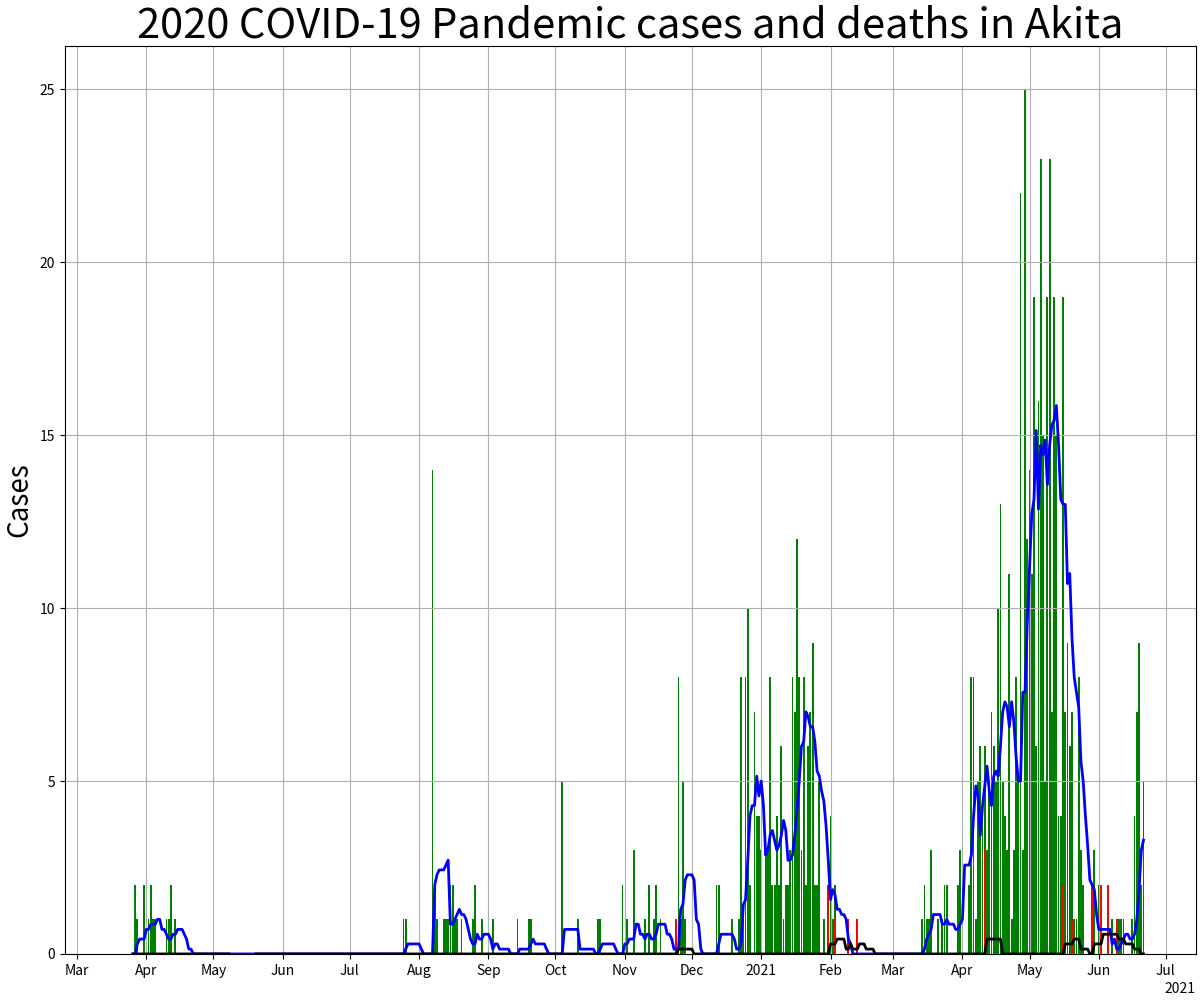 2020 COVID-19 Pandemic cases and deaths in Akita
25
20
15
10
5
0
Cases
Mar Apr May Jun Jul Aug Sep Oct Nov Dec 2021 Feb Mar Apr May Jun Jul
2021